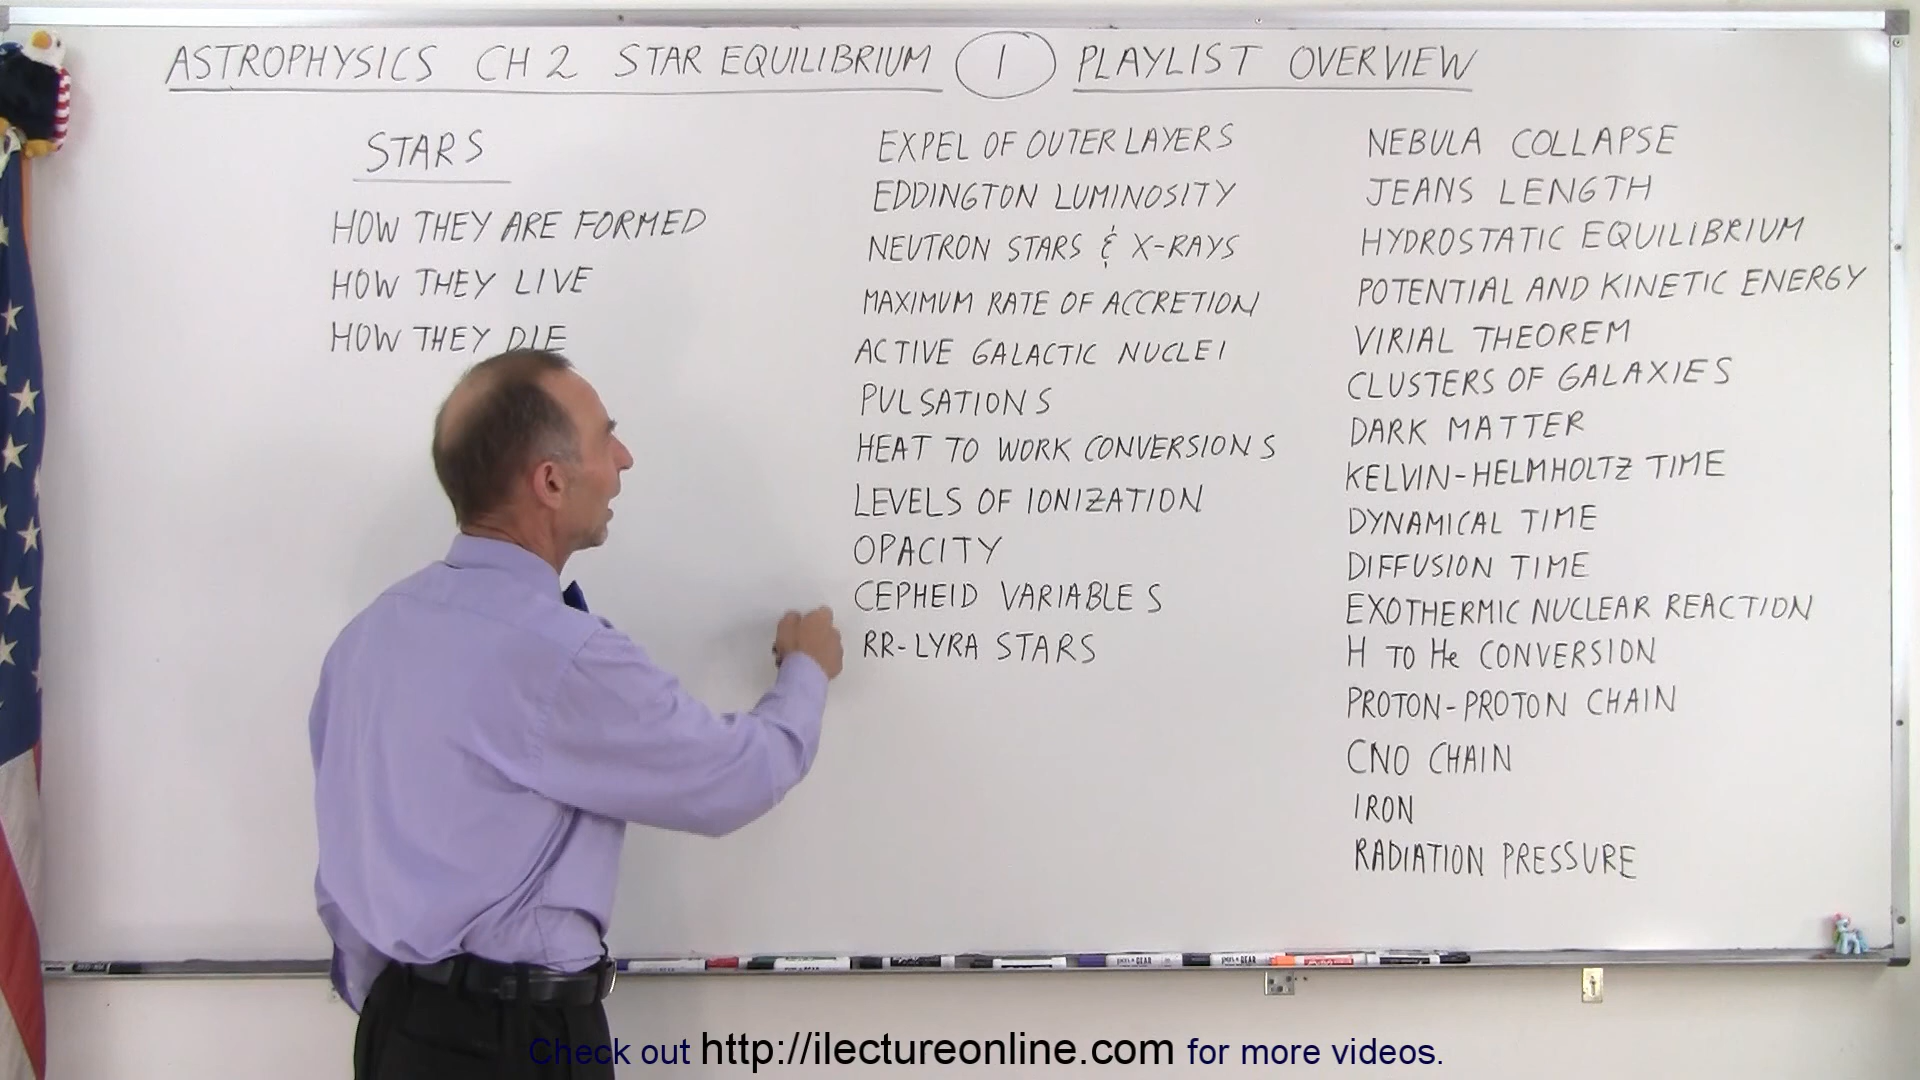 ASTROPHYSICS CH 2 STAR EQUILIBRIUM 1 PLAYLIST OVERVIEW
STARS
HOW THEY ARE FORMED
HOW THEY LIVE
HOW THEY DIE
EXPEL OF OUTER LAYERS
EDDINGTON LUMINOSITY
NEUTRON STARS & X-RAYS
MAXIMUM RATE OF ACCRETION
ACTIVE GALACTIC NUCLEI
PULSATIONS
HEAT TO WORK CONVERSIONS
LEVELS OF IONIZATION
OPACITY
CEPHEID VARIABLES
RR-LYRA STARS
NEBULA COLLAPSE
JEANS LENGTH
HYDROSTATIC EQUILIBRIUM
POTENTIAL AND KINETIC ENERGY
VIRIAL THEOREM
CLUSTERS OF GALAXIES
DARK MATTER
KELVIN-HELMHOLTZ TIME
DYNAMICAL TIME
DIFFUSION TIME
EXOTHERMIC NUCLEAR REACTION
H TO He CONVERSION
PROTON-PROTON CHAIN
CNO CHAIN
IRON
RADIATION PRESSURE
Check out http://ilectureonline.com for more videos.